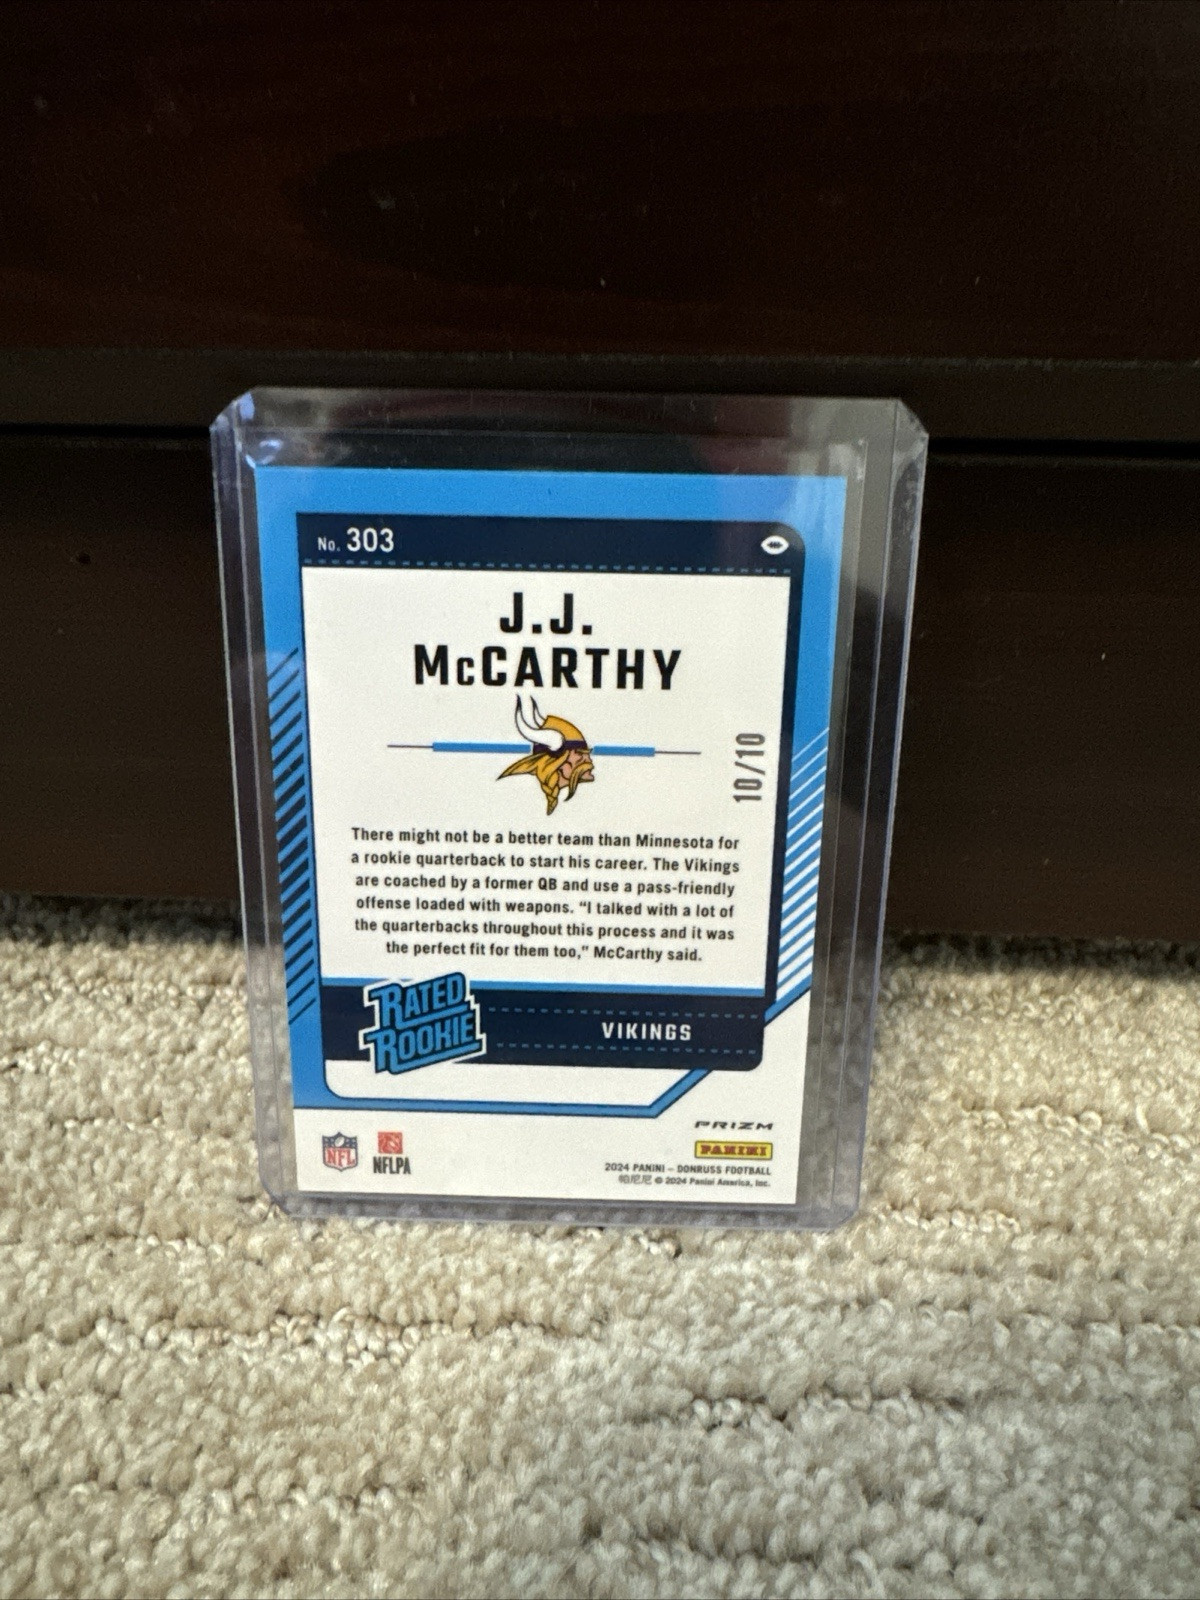 No. 303
J.J.
McCARTHY
10/10
There might not be a better team than Minnesota for
a rookie quarterback to start his career. The Vikings
are coached by a former QB and use a pass-friendly
offense loaded with weapons. “I talked with a lot of
the quarterbacks throughout this process and it was
the perfect fit for them too,” McCarthy said.
RATED
ROOKIE
VIKINGS
PRIZM
NFL
NFLPA
PANINI
2024 PANINI – DONRUSS FOOTBALL
帕尼尼 © 2024 Panini America, Inc.